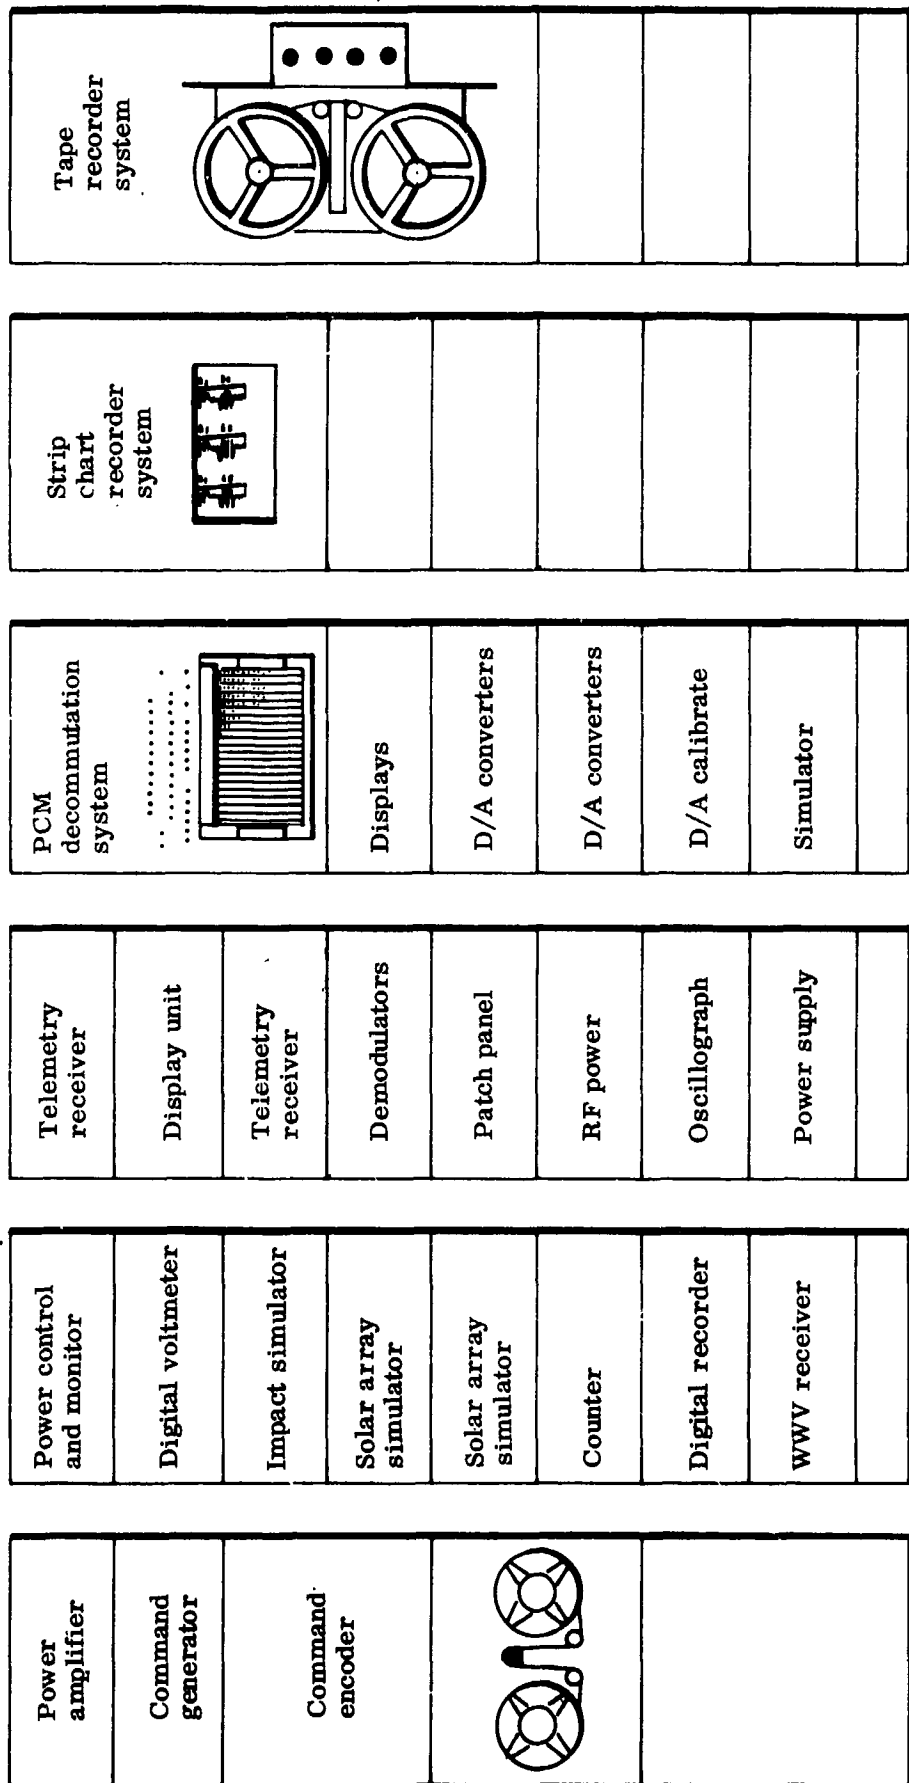 Power
amplifier
Command
generator
Command
encoder
Power control
and monitor
Digital voltmeter
Impact simulator
Solar array
simulator
Solar array
simulator
Counter
Digital recorder
WWV receiver
Telemetry
receiver
Display unit
Telemetry
receiver
Demodulators
Patch panel
RF power
Oscillograph
Power supply
PCM
decommutation
system
Displays
D/A converters
D/A converters
D/A calibrate
Simulator
Strip
chart
recorder
system
Tape
recorder
system